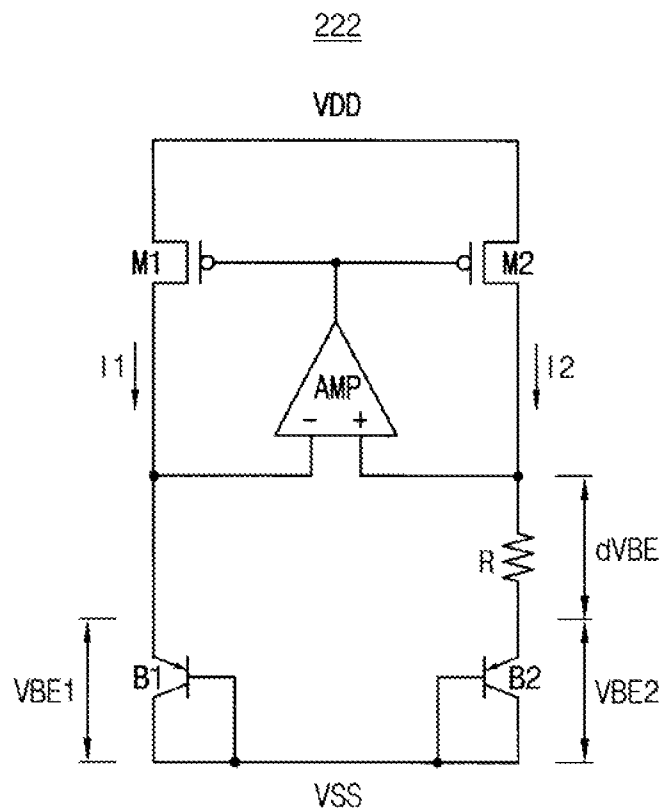 222
VDD
M1
M2
I1
AMP
I2
- +
R
dVBE
VBE1
B1
B2
VBE2
VSS